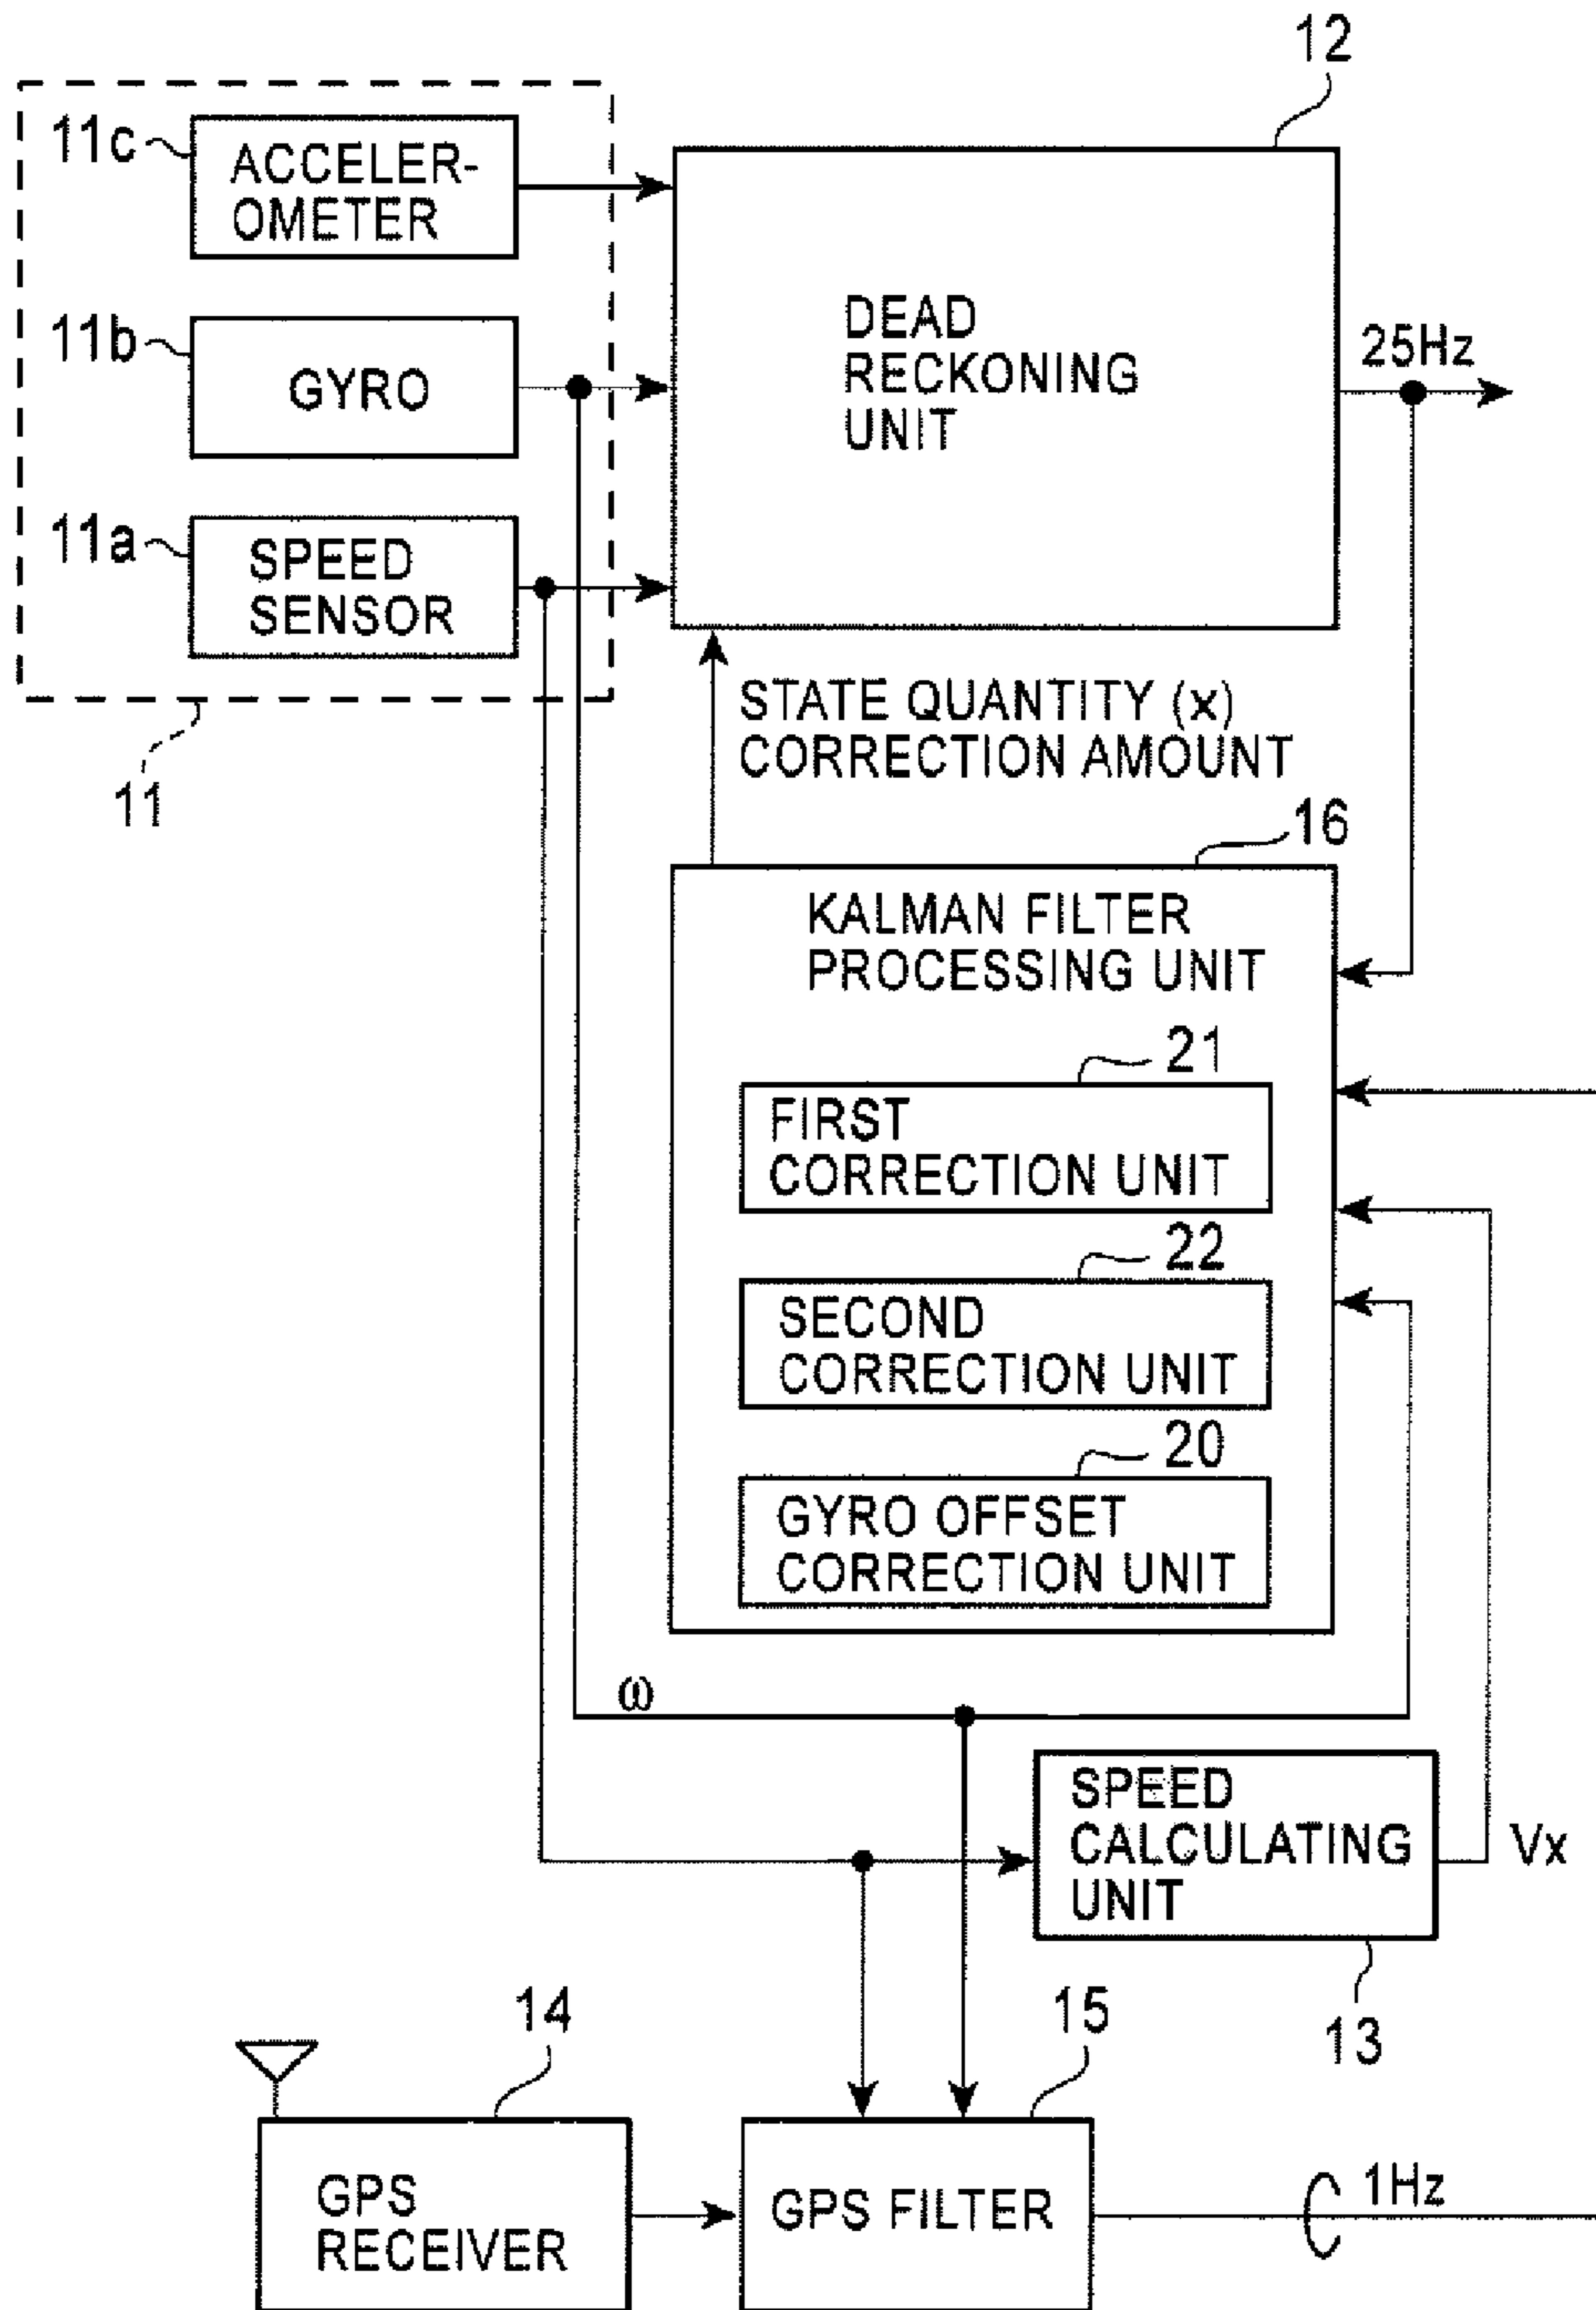 12
11c
ACCELER-
OMETER
11b
GYRO
DEAD
RECKONING
UNIT
25Hz
11a
SPEED
SENSOR
11
STATE QUANTITY (x)
CORRECTION AMOUNT
16
KALMAN FILTER
PROCESSING UNIT
21
FIRST
CORRECTION UNIT
22
SECOND
CORRECTION UNIT
20
GYRO OFFSET
CORRECTION UNIT
ω
SPEED
CALCULATING
UNIT
Vx
13
14
15
GPS
RECEIVER
GPS FILTER
1Hz